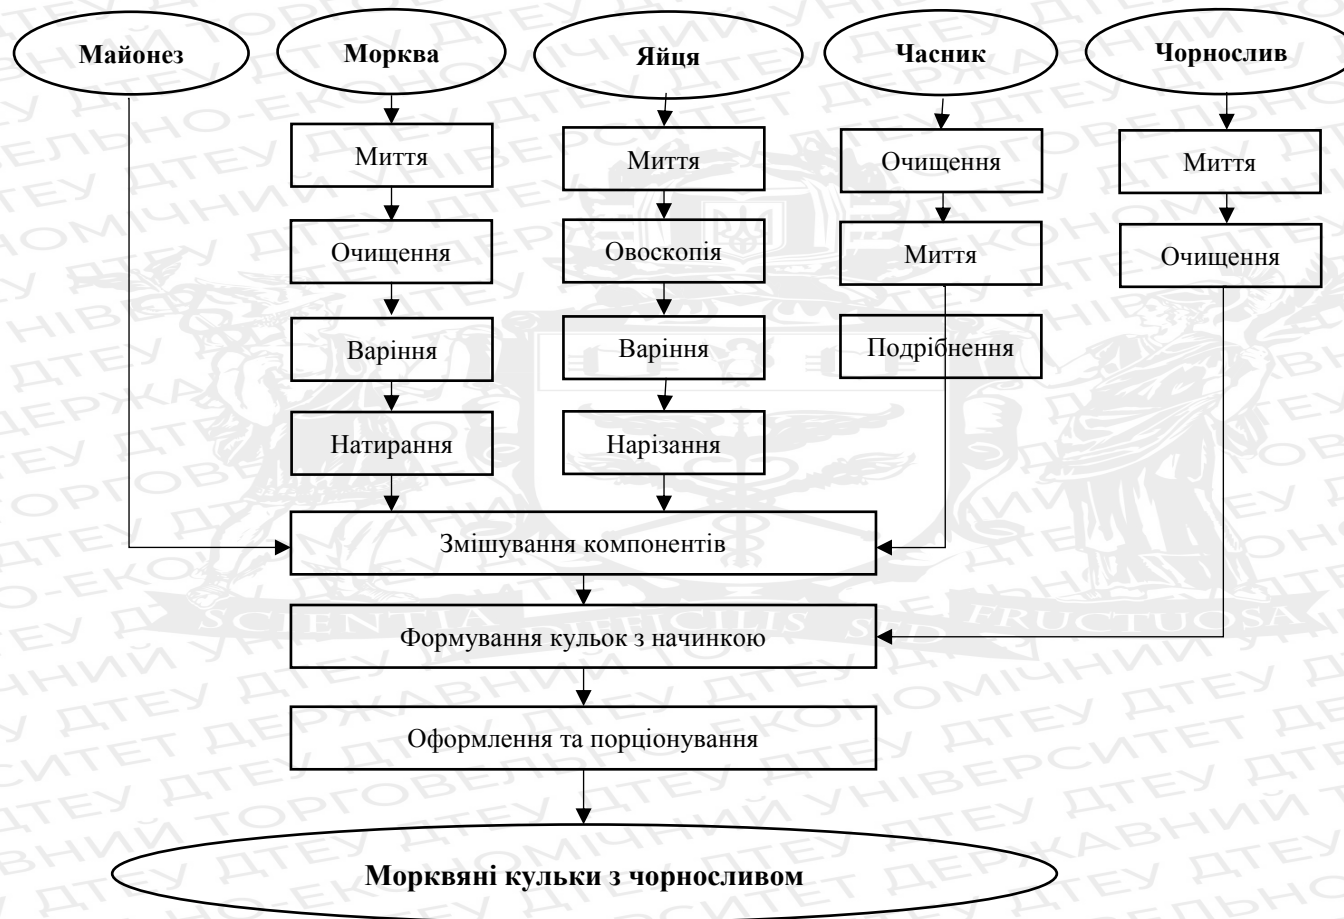 Майонез
Морква
Яйця
Часник
Чорнослив
Миття
Миття
Очищення
Миття
Очищення
Овоскопія
Миття
Очищення
Варіння
Варіння
Подрібнення
Натирання
Нарізання
Змішування компонентів
Формування кульок з начинкою
Оформлення та порціонування
Морквяні кульки з чорносливом